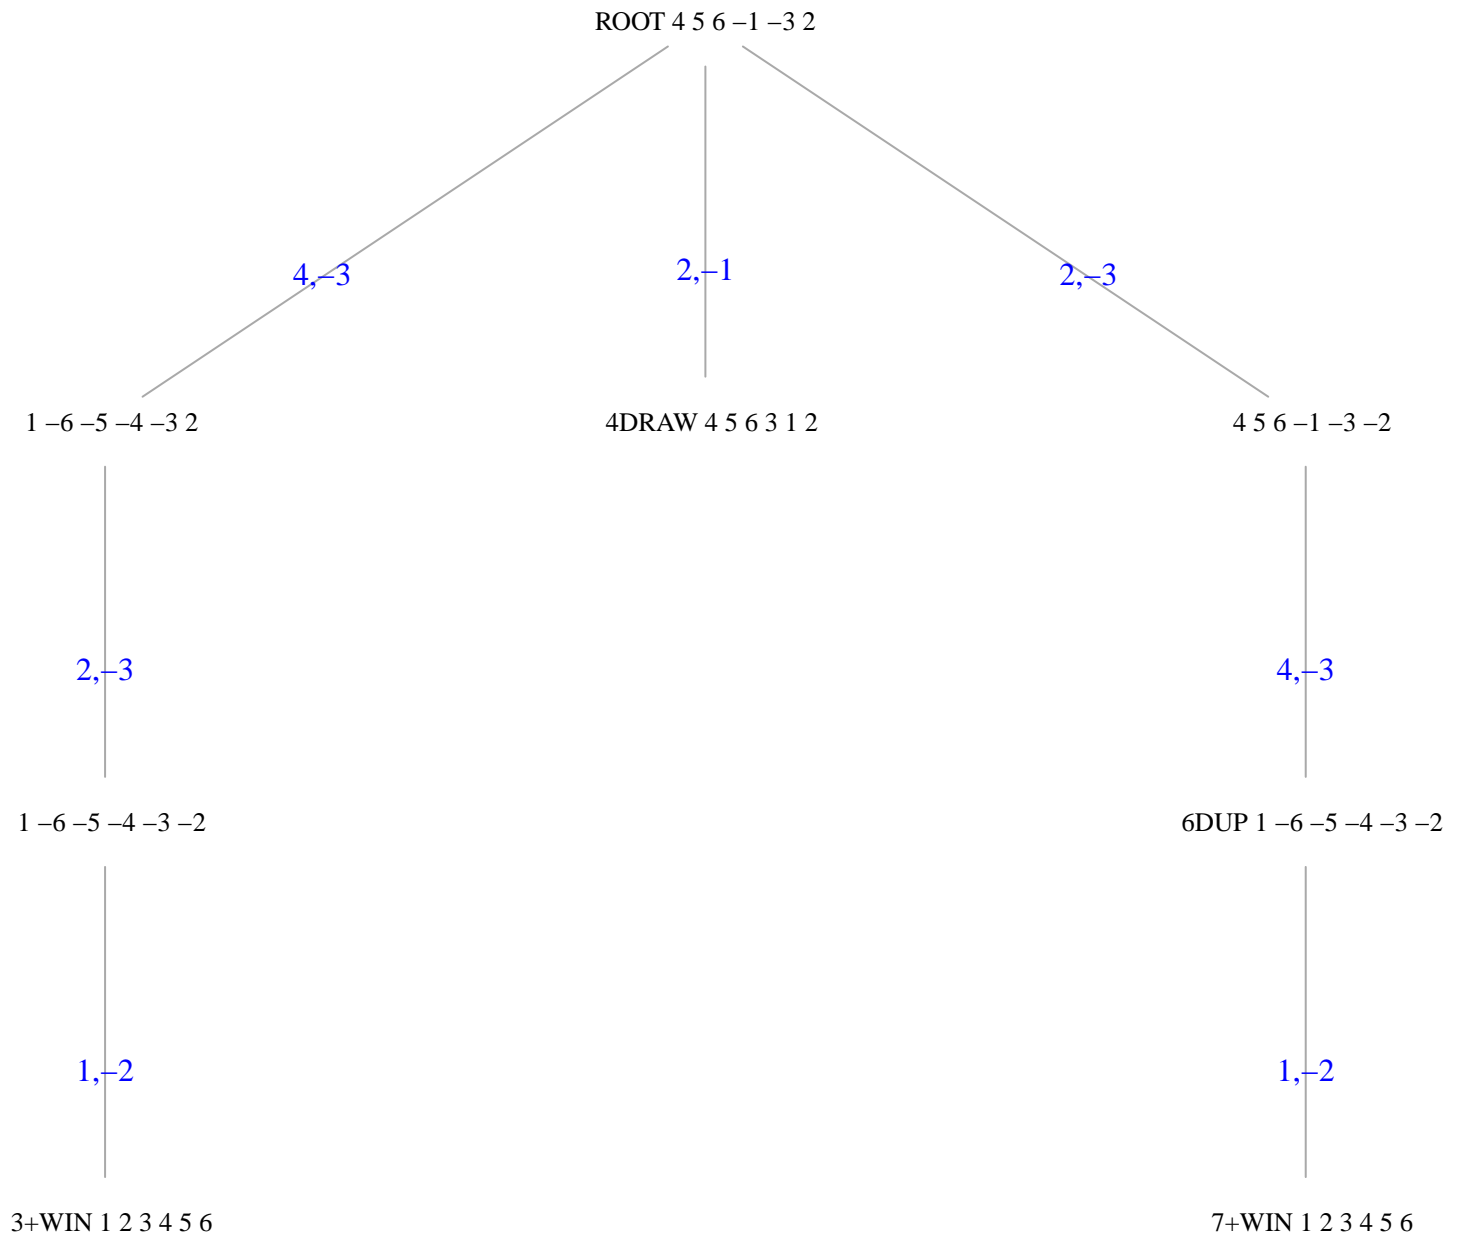 ROOT 4 5 6 –1 –3 2
4,–3
2,–1
2,–3
1 –6 –5 –4 –3 2
4DRAW 4 5 6 3 1 2
4 5 6 –1 –3 –2
2,–3
4,–3
1 –6 –5 –4 –3 –2
6DUP 1 –6 –5 –4 –3 –2
1,–2
1,–2
3+WIN 1 2 3 4 5 6
7+WIN 1 2 3 4 5 6